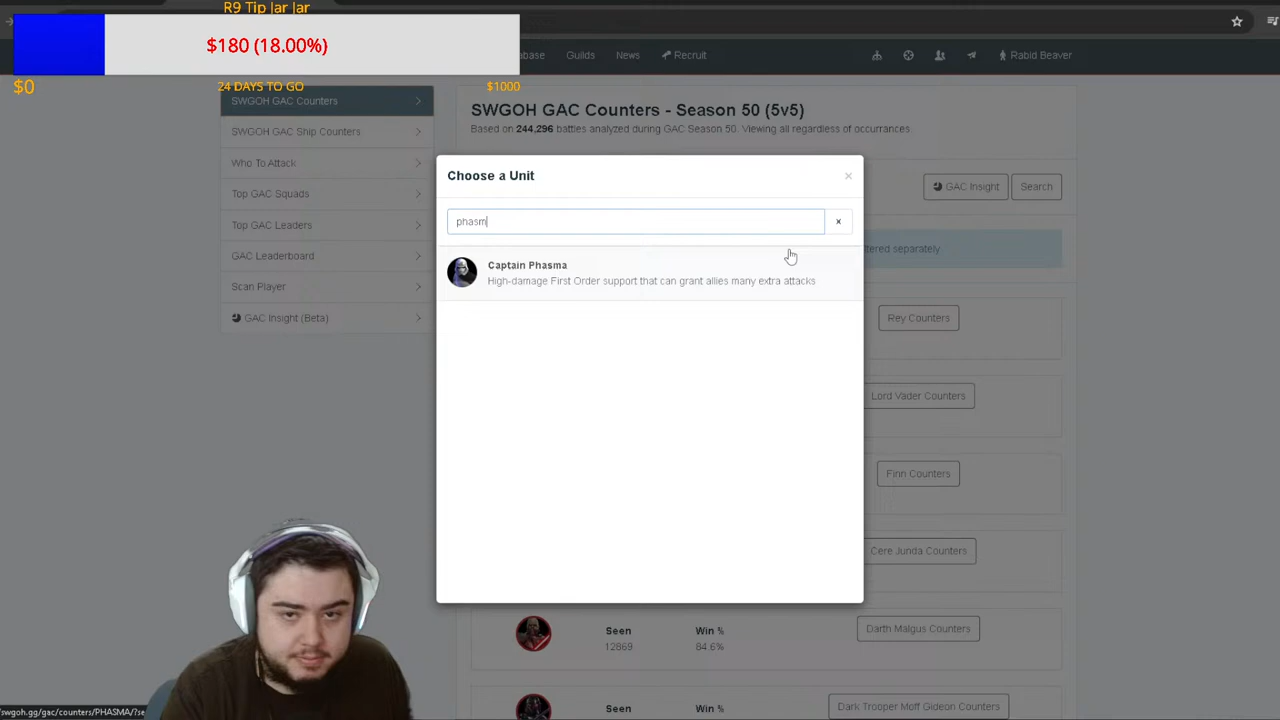 R9 Tip Jar Jar
$180 (18.00%)
$0
24 DAYS TO GO
$1000
Guilds
News
Recruit
Rabid Beaver
SWGOH GAC Counters
SWGOH GAC Ship Counters
Who To Attack
Top GAC Squads
Top GAC Leaders
GAC Leaderboard
Scan Player
GAC Insight (Beta)
SWGOH GAC Counters - Season 50 (5v5)
Based on 244,296 battles analyzed during GAC Season 50. Viewing all regardless of occurrances
GAC Insight
Search
Choose a Unit
×
phasm
x
Captain Phasma
High-damage First Order support that can grant allies many extra attacks
separately
Rey Counters
Lord Vader Counters
Finn Counters
Cere Junda Counters
Seen
Win %
12869
84.6%
Darth Malgus Counters
Seen
Win %
Dark Trooper Moff Gideon Counters
swgoh.gg/gac/counters/PHASMA/?se